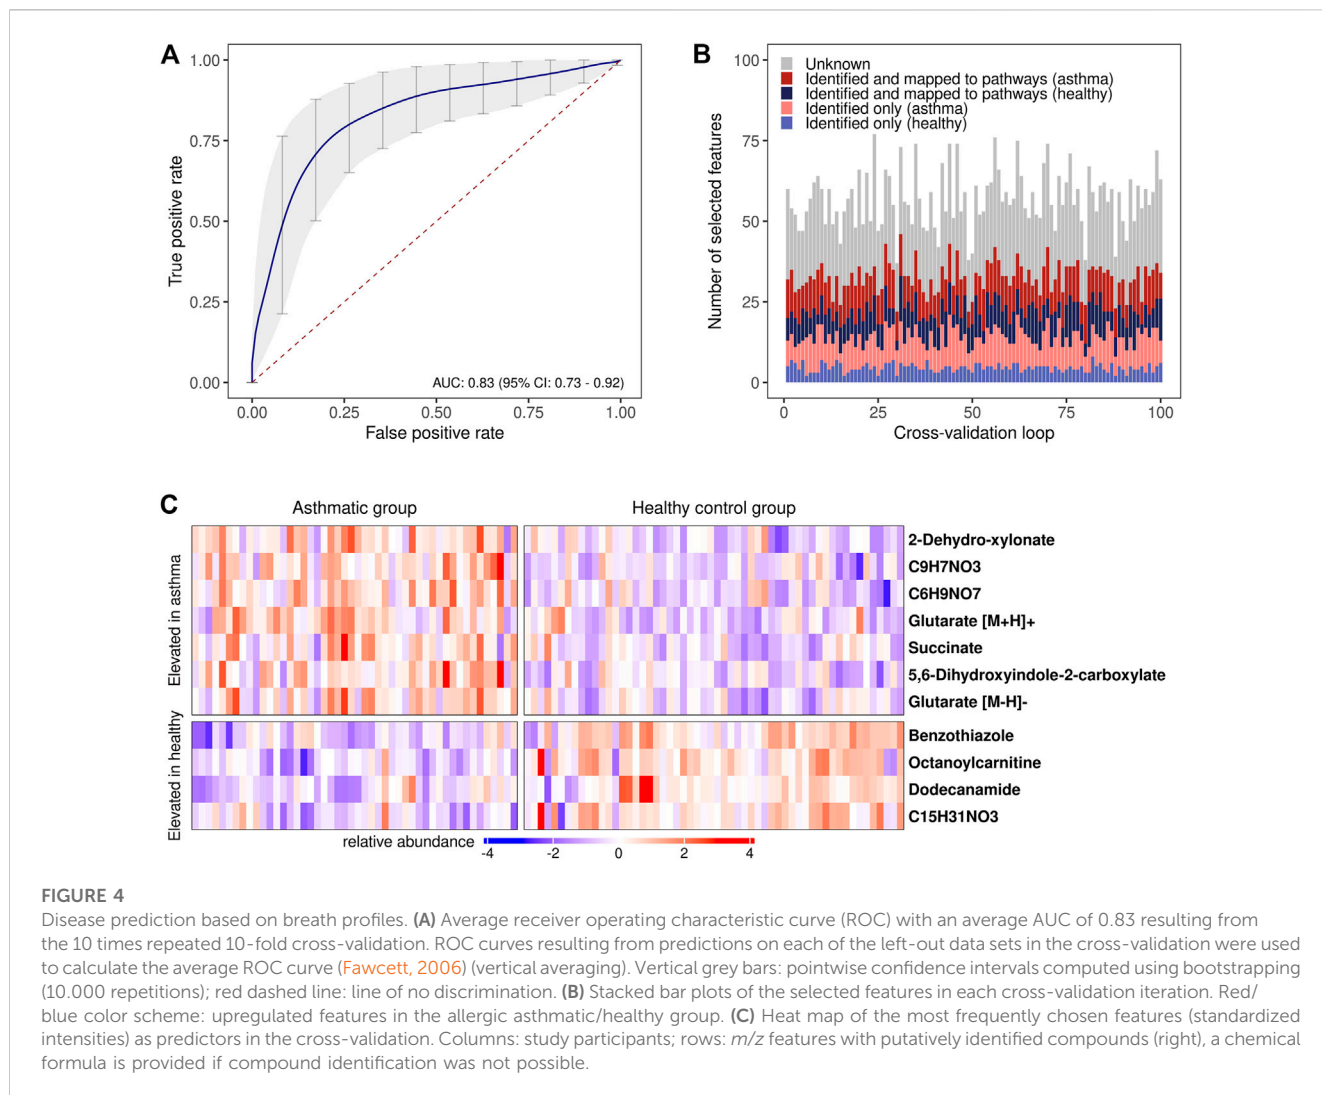 A
1.00
0.75
0.50
0.25
0.00
True positive rate
AUC: 0.83 (95% CI: 0.73 - 0.92)
0.00 0.25 0.50 0.75 1.00
False positive rate
B
100
75
50
25
0
Number of selected features
Unknown
Identified and mapped to pathways (asthma)
Identified and mapped to pathways (healthy)
Identified only (asthma)
Identified only (healthy)
0 25 50 75 100
Cross-validation loop
C
Asthmatic group
Healthy control group
Elevated in asthma
2-Dehydro-xylonate
C9H7NO3
C6H9NO7
Glutarate [M+H]+
Succinate
5,6-Dihydroxyindole-2-carboxylate
Glutarate [M-H]-
Elevated in healthy
Benzothiazole
Octanoylcarnitine
Dodecanamide
C15H31NO3
relative abundance
-4 -2 0 2 4
FIGURE 4
Disease prediction based on breath profiles. (A) Average receiver operating characteristic curve (ROC) with an average AUC of 0.83 resulting from
the 10 times repeated 10-fold cross-validation. ROC curves resulting from predictions on each of the left-out data sets in the cross-validation were used
to calculate the average ROC curve (Fawcett, 2006) (vertical averaging). Vertical grey bars: pointwise confidence intervals computed using bootstrapping
(10.000 repetitions); red dashed line: line of no discrimination. (B) Stacked bar plots of the selected features in each cross-validation iteration. Red/
blue color scheme: upregulated features in the allergic asthmatic/healthy group. (C) Heat map of the most frequently chosen features (standardized
intensities) as predictors in the cross-validation. Columns: study participants; rows: m/z features with putatively identified compounds (right), a chemical
formula is provided if compound identification was not possible.